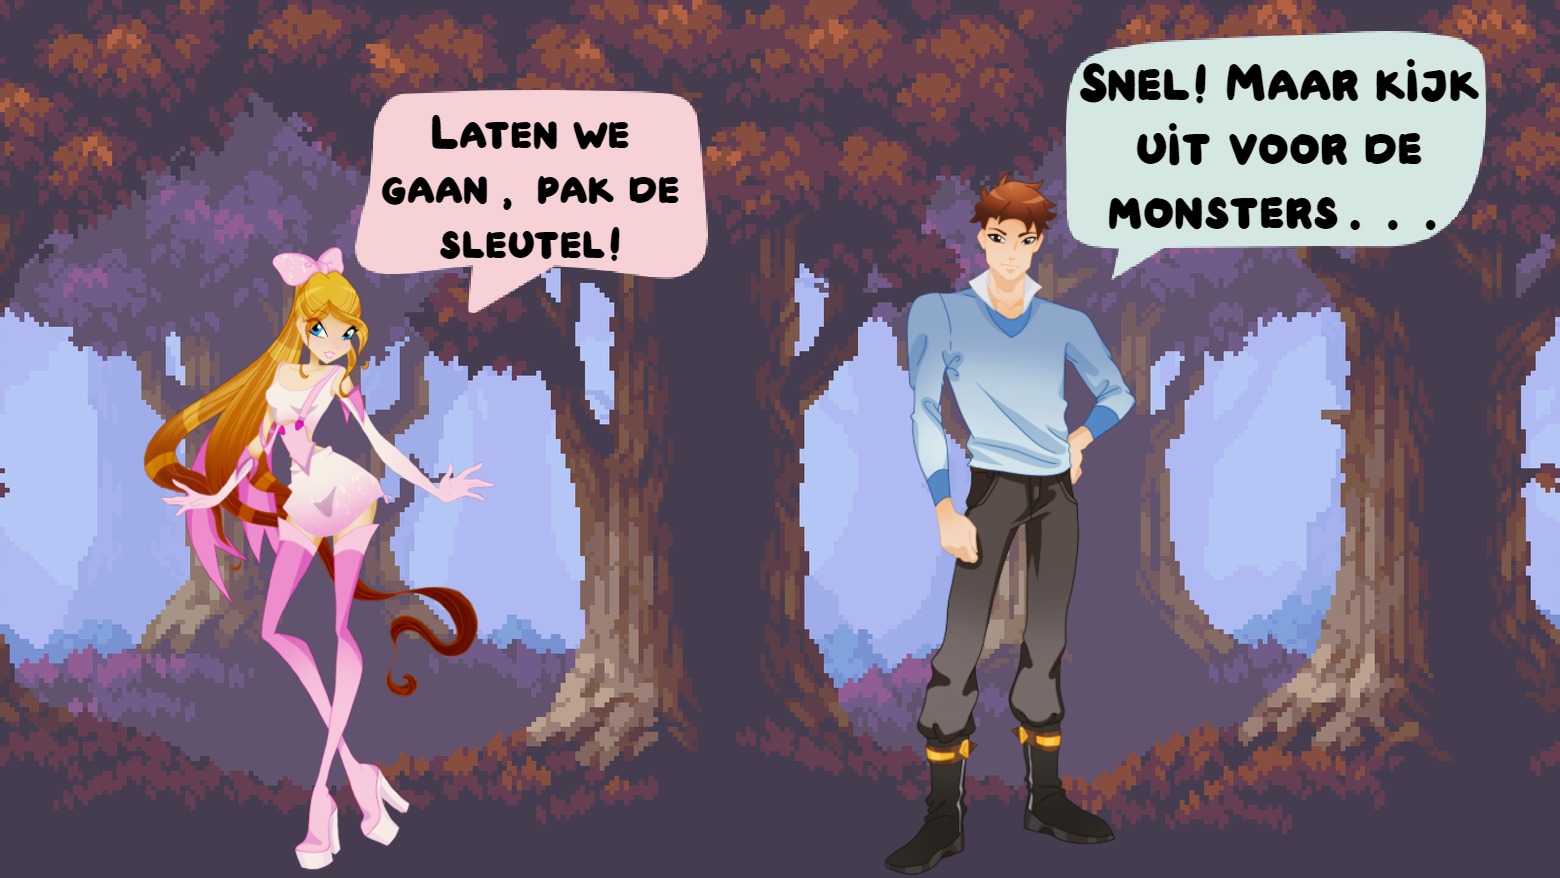 Laten we
gaan , pak de
sleutel!
Snel! Maar kijk
uit voor de
monsters. . .